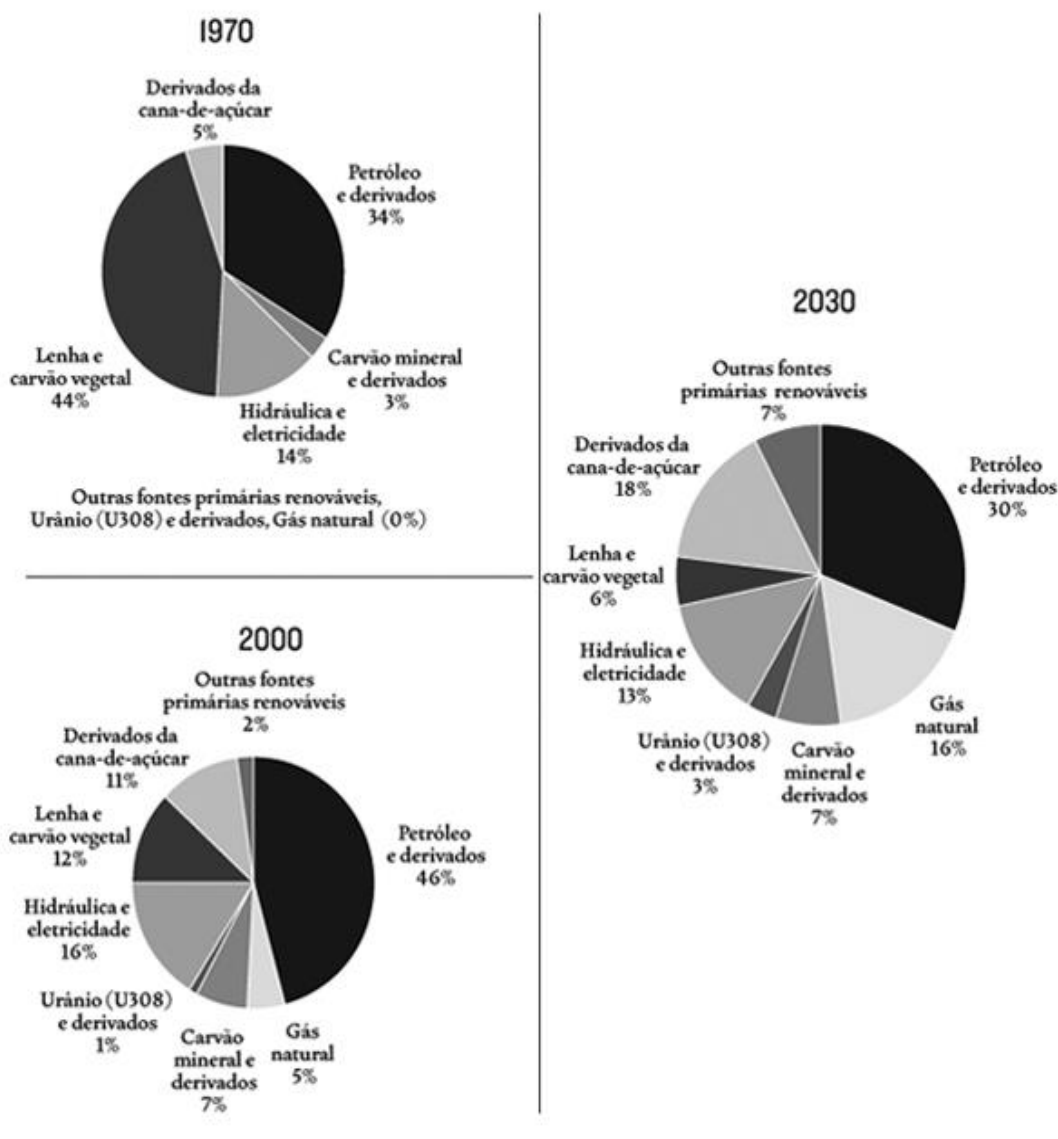 1970
Derivados da
cana-de-açúcar
5%
Petróleo
e derivados
34%
Carvão mineral
e derivados
3%
Hidráulica e
eletricidade
14%
Lenha e
carvão vegetal
44%
Outras fontes primárias renováveis,
Urânio (U308) e derivados, Gás natural (0%)
2000
Outras fontes
primárias renováveis
2%
Derivados da
cana-de-açúcar
11%
Lenha e
carvão vegetal
12%
Hidráulica e
eletricidade
16%
Urânio (U308)
e derivados
1%
Carvão
mineral e
derivados
7%
Gás
natural
5%
Petróleo
e derivados
46%
2030
Outras fontes
primárias renováveis
7%
Derivados da
cana-de-açúcar
18%
Lenha e
carvão vegetal
6%
Hidráulica e
eletricidade
13%
Urânio (U308)
e derivados
3%
Carvão
mineral e
derivados
7%
Gás
natural
16%
Petróleo
e derivados
30%